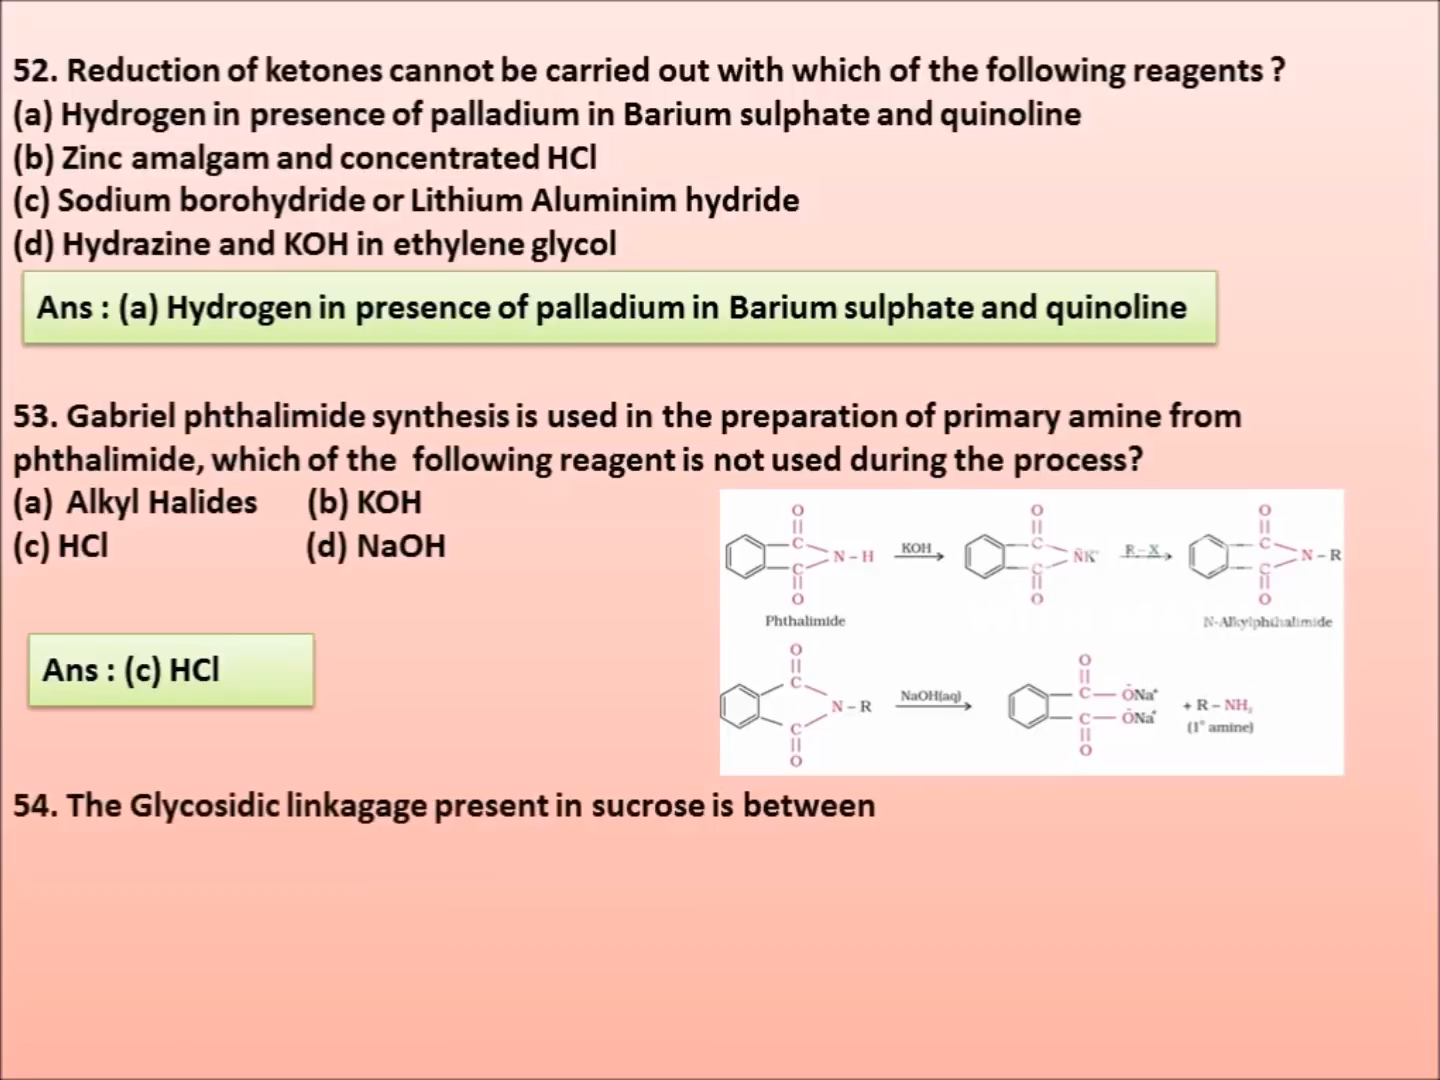 52. Reduction of ketones cannot be carried out with which of the following reagents ?
(a) Hydrogen in presence of palladium in Barium sulphate and quinoline
(b) Zinc amalgam and concentrated HCl
(c) Sodium borohydride or Lithium Aluminim hydride
(d) Hydrazine and KOH in ethylene glycol
Ans : (a) Hydrogen in presence of palladium in Barium sulphate and quinoline
53. Gabriel phthalimide synthesis is used in the preparation of primary amine from
phthalimide, which of the following reagent is not used during the process?
(a) Alkyl Halides (b) KOH
(c) HCl (d) NaOH
O O O
C C C
N – H KOH N̈K⁺ R – X N – R
C C C
O O O
Phthalimide N-Alkylphthalimide
O O
C C – ŌNa⁺
N – R NaOH(aq) + R – NH₂
C C – ŌNa⁺ (1° amine)
O O
Ans : (c) HCl
54. The Glycosidic linkagage present in sucrose is between